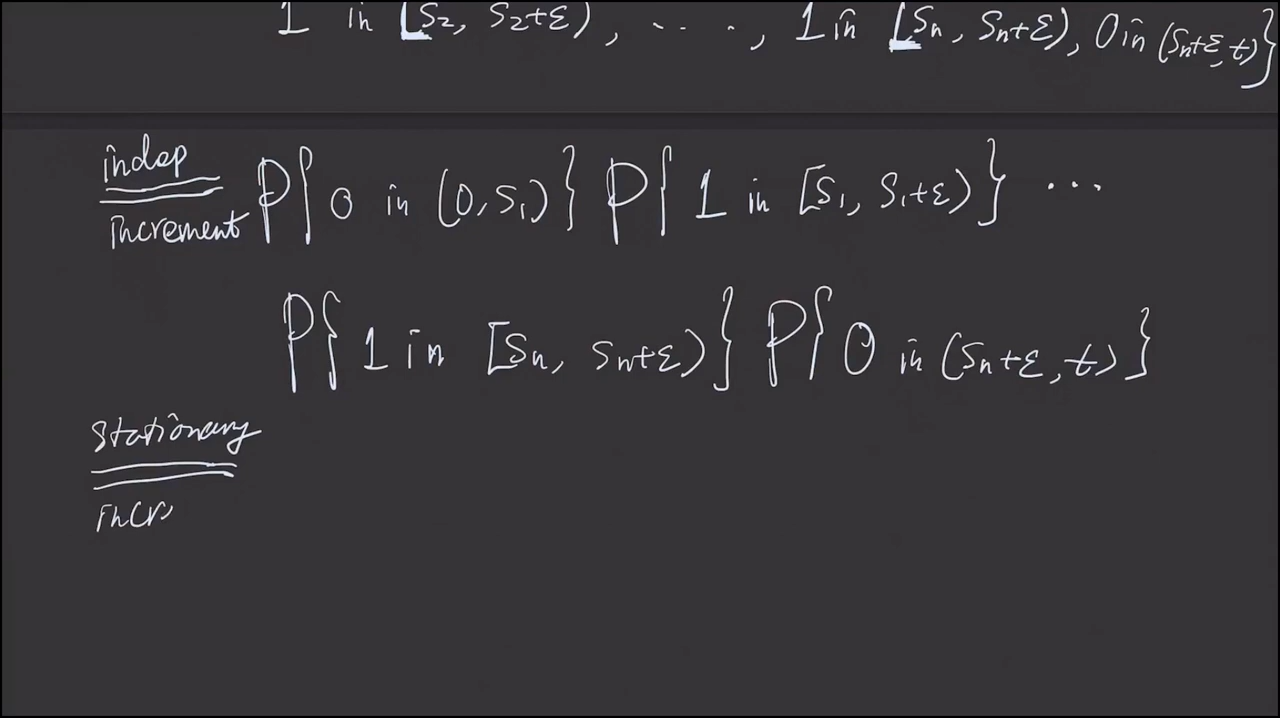 1 in [S2, S2+ε), ⋯, 1 in [Sn, Sn+ε), 0 in (Sn+ε, t)}
indep
increment P{0 in (0, S1)} P{1 in [S1, S1+ε)} ⋯
P{1 in [Sn, Sn+ε)} P{0 in (Sn+ε, t)}
stationary
incr